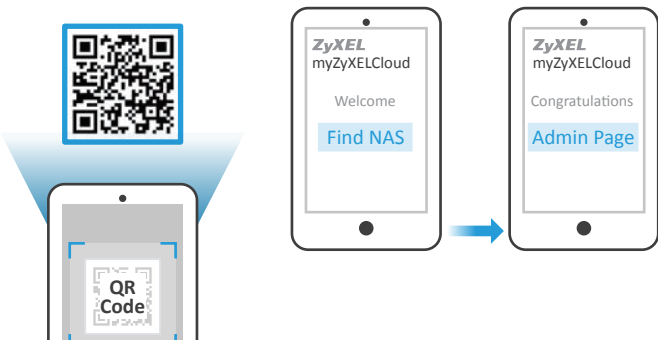 QR
Code
ZyXEL
myZyXELCloud
Welcome
Find NAS
ZyXEL
myZyXELCloud
Congratulations
Admin Page